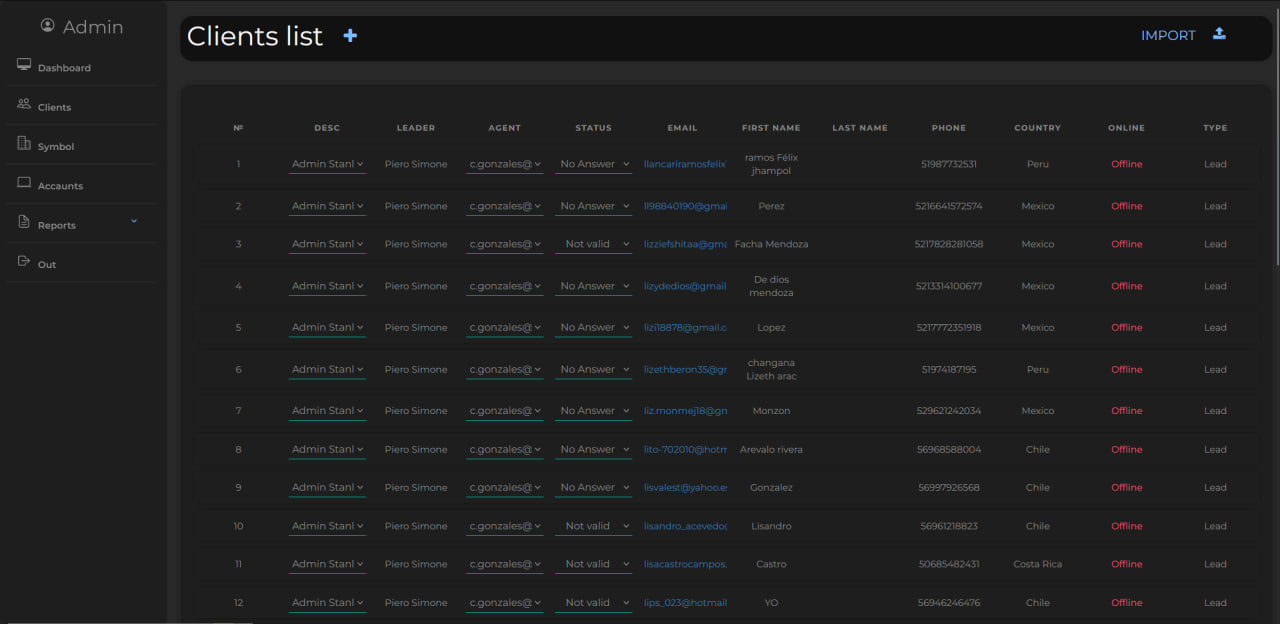 Admin
Dashboard
Clients
Symbol
Accaunts
Reports
Out
Clients list
IMPORT
№ DESC LEADER AGENT STATUS EMAIL FIRST NAME LAST NAME PHONE COUNTRY ONLINE TYPE
1 Admin Stanl Piero Simone c.gonzales@ No Answer llancariramosfelix ramos Félix jhampol 51987732531 Peru Offline Lead
2 Admin Stanl Piero Simone c.gonzales@ No Answer ll98840190@gmai Perez 5216641572574 Mexico Offline Lead
3 Admin Stanl Piero Simone c.gonzales@ Not valid lizziefshitaa@gma Facha Mendoza 5217828281058 Mexico Offline Lead
4 Admin Stanl Piero Simone c.gonzales@ No Answer lizydedios@gmail De dios mendoza 5213314100677 Mexico Offline Lead
5 Admin Stanl Piero Simone c.gonzales@ No Answer lizi18878@gmail.c Lopez 5217772351918 Mexico Offline Lead
6 Admin Stanl Piero Simone c.gonzales@ No Answer lizethberon35@gr changana Lizeth arac 51974187195 Peru Offline Lead
7 Admin Stanl Piero Simone c.gonzales@ No Answer liz.monmej18@gn Monzon 529621242034 Mexico Offline Lead
8 Admin Stanl Piero Simone c.gonzales@ No Answer lito-702010@hotm Arevalo rivera 56968588004 Chile Offline Lead
9 Admin Stanl Piero Simone c.gonzales@ No Answer lisvalest@yahoo.e Gonzalez 56997926568 Chile Offline Lead
10 Admin Stanl Piero Simone c.gonzales@ Not valid lisandro_acevedo( Lisandro 56961218823 Chile Offline Lead
11 Admin Stanl Piero Simone c.gonzales@ Not valid lisacastrocampos. Castro 50685482431 Costa Rica Offline Lead
12 Admin Stanl Piero Simone c.gonzales@ Not valid lips_023@hotmail YO 56946246476 Chile Offline Lead